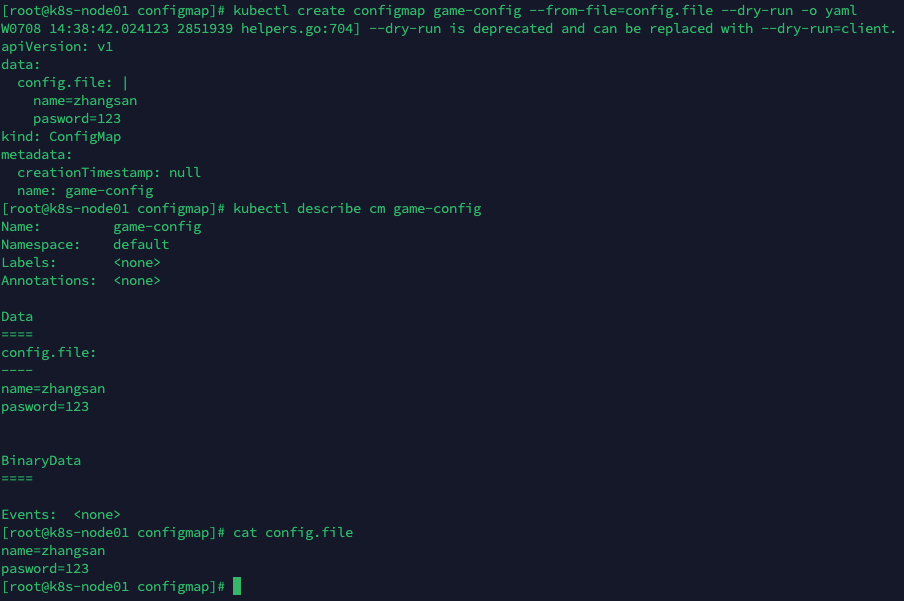 [root@k8s-node01 configmap]# kubectl create configmap game-config --from-file=config.file --dry-run -o yaml
W0708 14:38:42.024123 2851939 helpers.go:704] --dry-run is deprecated and can be replaced with --dry-run=client.
apiVersion: v1
data:
  config.file: |
    name=zhangsan
    pasword=123
kind: ConfigMap
metadata:
  creationTimestamp: null
  name: game-config
[root@k8s-node01 configmap]# kubectl describe cm game-config
Name:         game-config
Namespace:    default
Labels:       <none>
Annotations:  <none>

Data
====
config.file:
----
name=zhangsan
pasword=123


BinaryData
====

Events:  <none>
[root@k8s-node01 configmap]# cat config.file
name=zhangsan
pasword=123
[root@k8s-node01 configmap]#